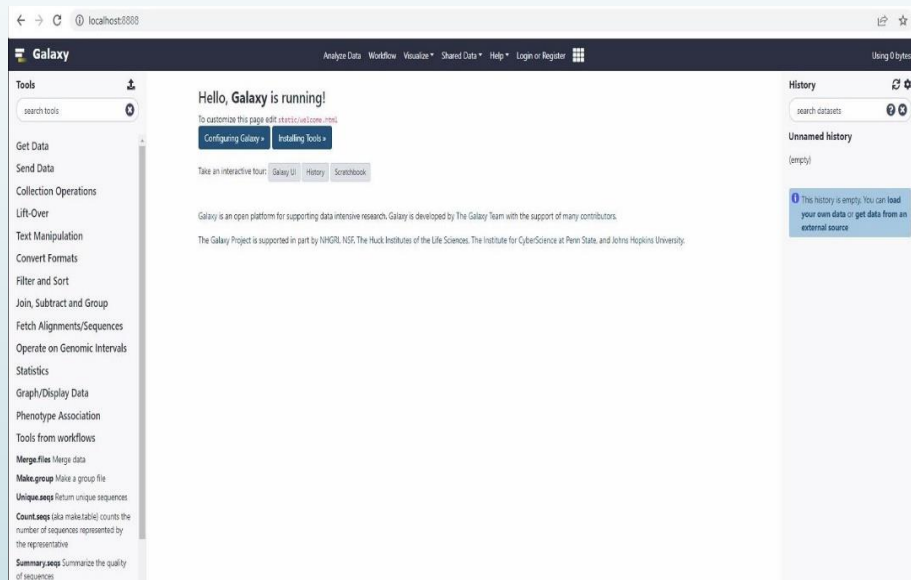 localhost:8888
Galaxy
Analyze Data Workflow Visualize Shared Data Help Login or Register
Using 0 bytes
Tools
search tools
Get Data
Send Data
Collection Operations
Lift-Over
Text Manipulation
Convert Formats
Filter and Sort
Join, Subtract and Group
Fetch Alignments/Sequences
Operate on Genomic Intervals
Statistics
Graph/Display Data
Phenotype Association
Tools from workflows
Merge.files Merge data
Make.group Make a group file
Unique.seqs Return unique sequences
Count.seqs (aka make.table) counts the
number of sequences represented by
the representative
Summary.seqs Summarize the quality
of sequences
Hello, Galaxy is running!
To customize this page edit static/welcome.html
Configuring Galaxy » Installing Tools »
Take an interactive tour: Galaxy UI History Scratchbook
Galaxy is an open platform for supporting data intensive research. Galaxy is developed by The Galaxy Team with the support of many contributors.
The Galaxy Project is supported in part by NHGRI, NSF, The Huck Institutes of the Life Sciences, The Institute for CyberScience at Penn State, and Johns Hopkins University.
History
search datasets
Unnamed history
(empty)
This history is empty. You can load
your own data or get data from an
external source